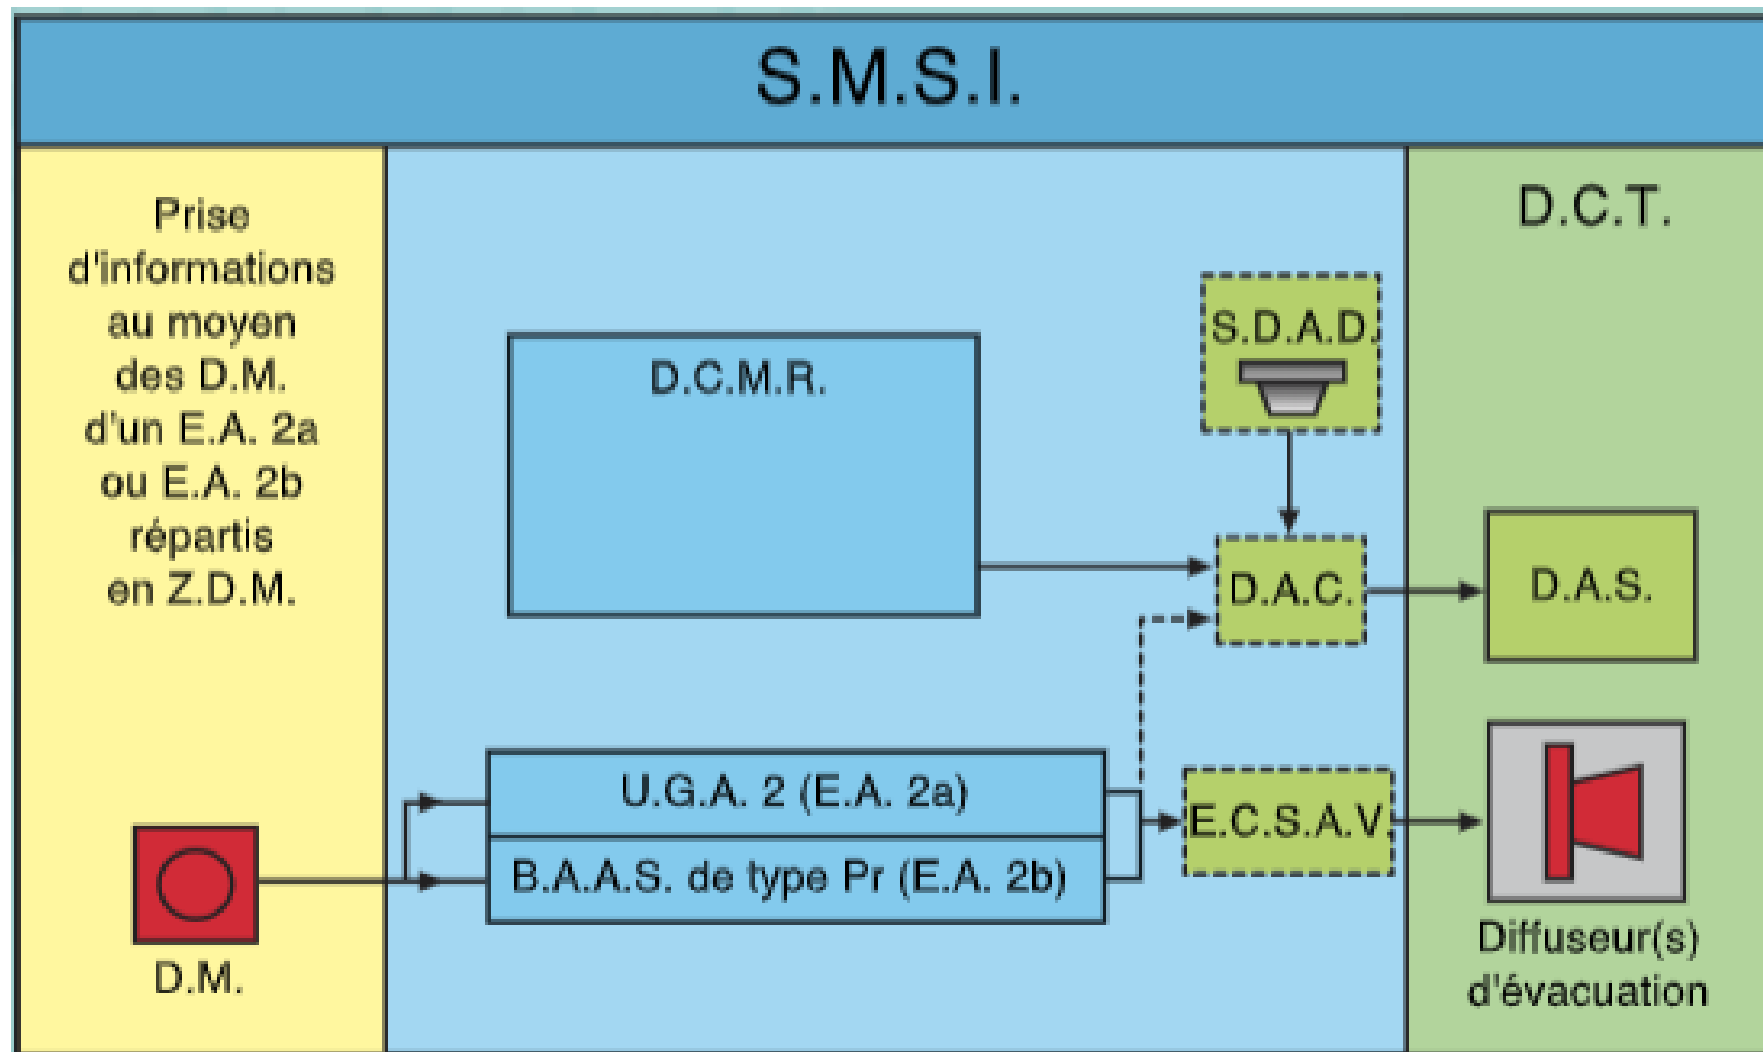 S.M.S.I.
Prise
d'informations
au moyen
des D.M.
d'un E.A. 2a
ou E.A. 2b
répartis
en Z.D.M.
D.M.
D.C.M.R.
S.D.A.D.
D.A.C.
U.G.A. 2 (E.A. 2a)
B.A.A.S. de type Pr (E.A. 2b)
E.C.S.A.V.
D.C.T.
D.A.S.
Diffuseur(s)
d'évacuation